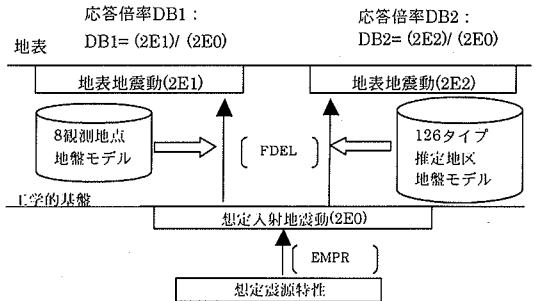 応答倍率DB1：
DB1= (2E1)/ (2E0)
応答倍率DB2：
DB2= (2E2)/ (2E0)
地表
地表地震動(2E1)
地表地震動(2E2)
8観測地点
地盤モデル
FDEL
126タイプ
推定地区
地盤モデル
工学的基盤
想定入射地震動(2E0)
EMPR
想定震源特性